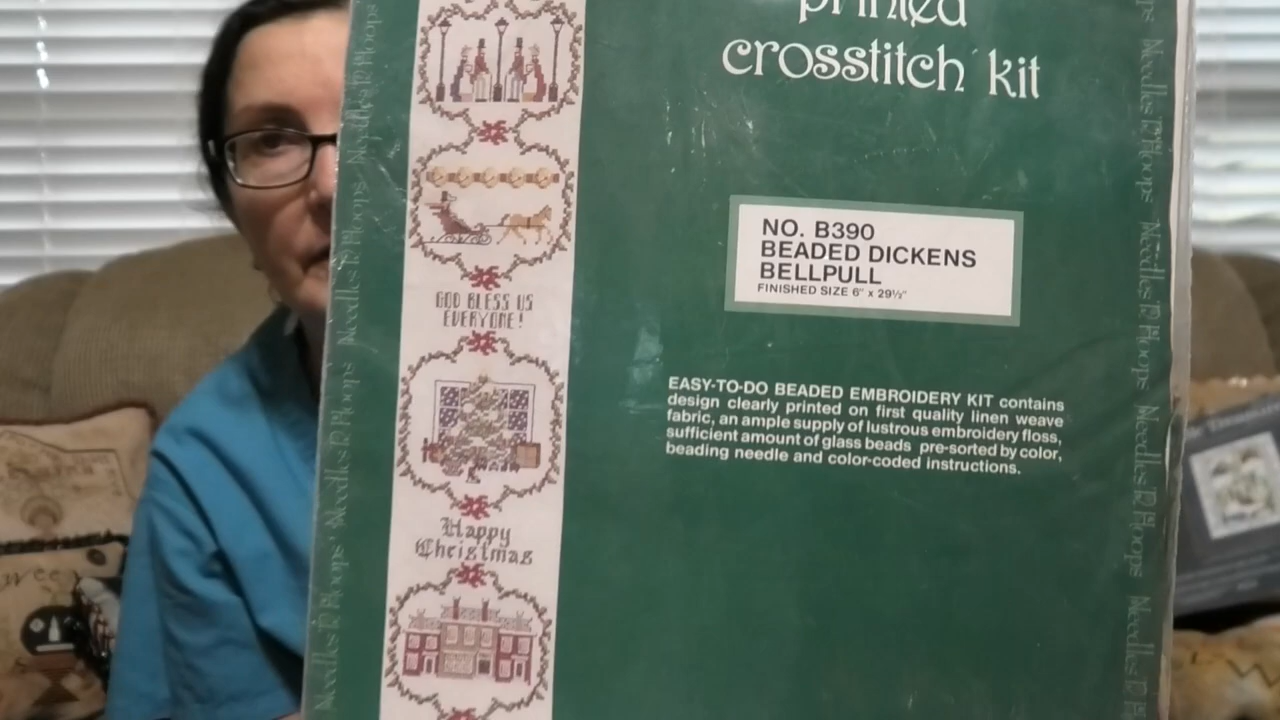 printed
crosstitch kit
NO. B390
BEADED DICKENS
BELLPULL
FINISHED SIZE 6" x 29½"
EASY-TO-DO BEADED EMBROIDERY KIT contains
design clearly printed on first quality linen weave
fabric, an ample supply of lustrous embroidery floss,
sufficient amount of glass beads pre-sorted by color,
beading needle and color-coded instructions.
GOD BLESS US
EVERYONE!
Happy
Christmas
Needles 'N Hoops
Needles 'N Hoops